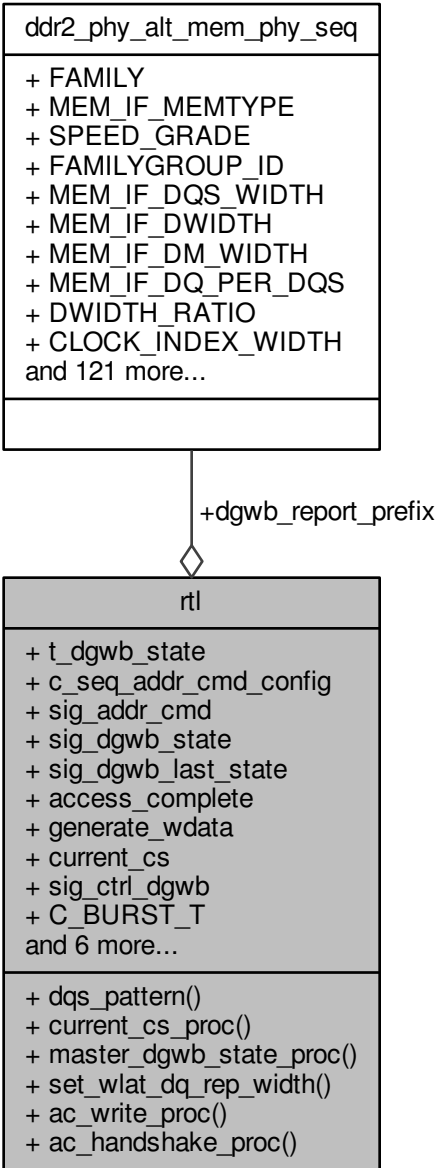 ddr2_phy_alt_mem_phy_seq
+ FAMILY
+ MEM_IF_MEMTYPE
+ SPEED_GRADE
+ FAMILYGROUP_ID
+ MEM_IF_DQS_WIDTH
+ MEM_IF_DWIDTH
+ MEM_IF_DM_WIDTH
+ MEM_IF_DQ_PER_DQS
+ DWIDTH_RATIO
+ CLOCK_INDEX_WIDTH
and 121 more...
+dgwb_report_prefix
rtl
+ t_dgwb_state
+ c_seq_addr_cmd_config
+ sig_addr_cmd
+ sig_dgwb_state
+ sig_dgwb_last_state
+ access_complete
+ generate_wdata
+ current_cs
+ sig_ctrl_dgwb
+ C_BURST_T
and 6 more...
+ dqs_pattern()
+ current_cs_proc()
+ master_dgwb_state_proc()
+ set_wlat_dq_rep_width()
+ ac_write_proc()
+ ac_handshake_proc()